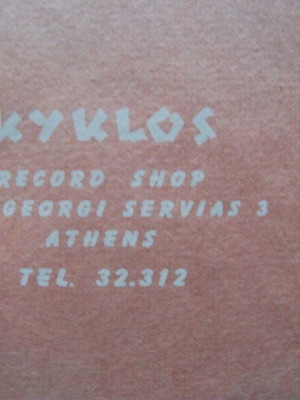 KYKLOS
RECORD SHOP
GEORGI SERVIAS 3
ATHENS
TEL. 32.312